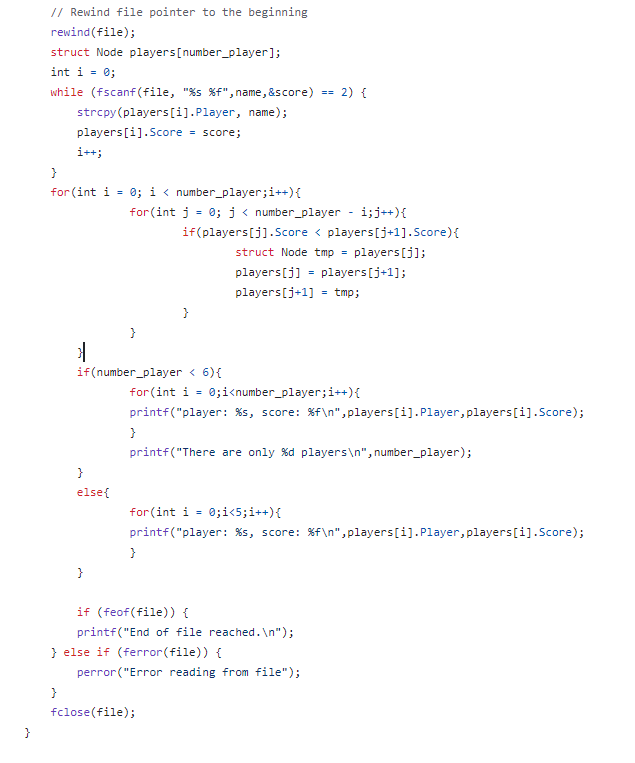 // Rewind file pointer to the beginning
rewind(file);
struct Node players[number_player];
int i = 0;
while (fscanf(file, "%s %f",name,&score) == 2) {
strcpy(players[i].Player, name);
players[i].Score = score;
i++;
}
for(int i = 0; i < number_player;i++){
for(int j = 0; j < number_player - i;j++){
if(players[j].Score < players[j+1].Score){
struct Node tmp = players[j];
players[j] = players[j+1];
players[j+1] = tmp;
}
}
}
if(number_player < 6){
for(int i = 0;i<number_player;i++){
printf("player: %s, score: %f\n",players[i].Player,players[i].Score);
}
printf("There are only %d players\n",number_player);
}
else{
for(int i = 0;i<5;i++){
printf("player: %s, score: %f\n",players[i].Player,players[i].Score);
}
}
if (feof(file)) {
printf("End of file reached.\n");
} else if (ferror(file)) {
perror("Error reading from file");
}
fclose(file);
}